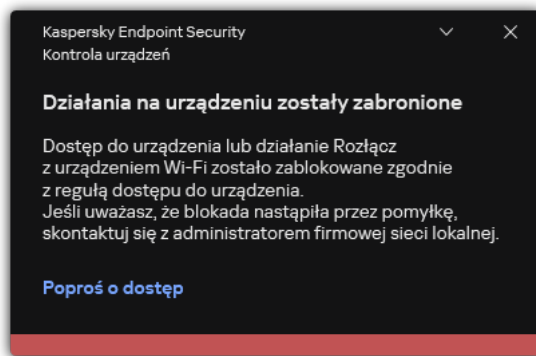 Kaspersky Endpoint Security
Kontrola urządzeń
Działania na urządzeniu zostały zabronione
Dostęp do urządzenia lub działanie Rozłącz
z urządzeniem Wi-Fi zostało zablokowane zgodnie
z regułą dostępu do urządzenia.
Jeśli uważasz, że blokada nastąpiła przez pomyłkę,
skontaktuj się z administratorem firmowej sieci lokalnej.
Poproś o dostęp